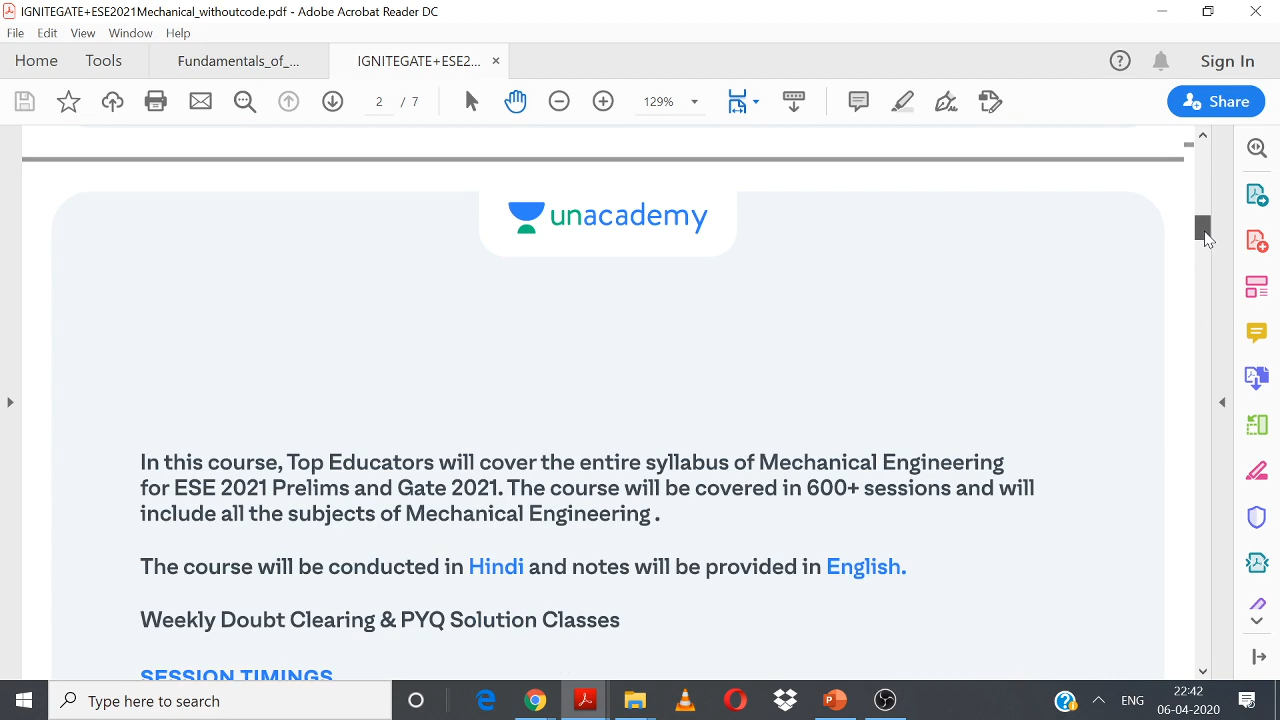 IGNITEGATE+ESE2021Mechanical_withoutcode.pdf - Adobe Acrobat Reader DC
File Edit View Window Help
Home Tools Fundamentals_of_... IGNITEGATE+ESE2... × Sign In
2 / 7 129% Share
unacademy
In this course, Top Educators will cover the entire syllabus of Mechanical Engineering
for ESE 2021 Prelims and Gate 2021. The course will be covered in 600+ sessions and will
include all the subjects of Mechanical Engineering .
The course will be conducted in Hindi and notes will be provided in English.
Weekly Doubt Clearing & PYQ Solution Classes
SESSION TIMINGS
Type here to search
ENG
22:42
06-04-2020